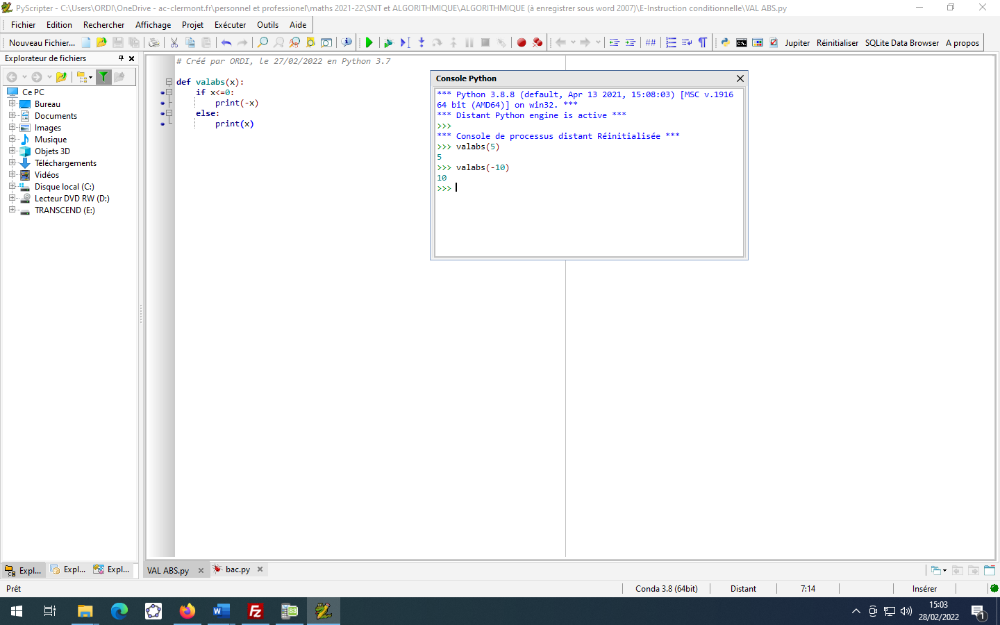 PyScripter - C:\Users\ORDI\OneDrive - ac-clermont.fr\personnel et professionel\maths 2021-22\SNT et ALGORITHMIQUE\ALGORITHMIQUE (à enregistrer sous word 2007)\E-Instruction conditionnelle\VAL ABS.py
Fichier Edition Rechercher Affichage Projet Exécuter Outils Aide
Nouveau Fichier... ## Jupiter Réinitialiser SQLite Data Browser A propos
Explorateur de fichiers
Ce PC
Bureau
Documents
Images
Musique
Objets 3D
Téléchargements
Vidéos
Disque local (C:)
Lecteur DVD RW (D:)
TRANSCEND (E:)
# Créé par ORDI, le 27/02/2022 en Python 3.7
def valabs(x):
if x<=0:
print(-x)
else:
print(x)
Console Python
*** Python 3.8.8 (default, Apr 13 2021, 15:08:03) [MSC v.1916
64 bit (AMD64)] on win32. ***
*** Distant Python engine is active ***
>>>
*** Console de processus distant Réinitialisée ***
>>> valabs(5)
5
>>> valabs(-10)
10
>>>
Expl... Expl... Expl...
VAL ABS.py bac.py
Prêt Conda 3.8 (64bit) Distant 7:14 Insérer
15:03
28/02/2022
1